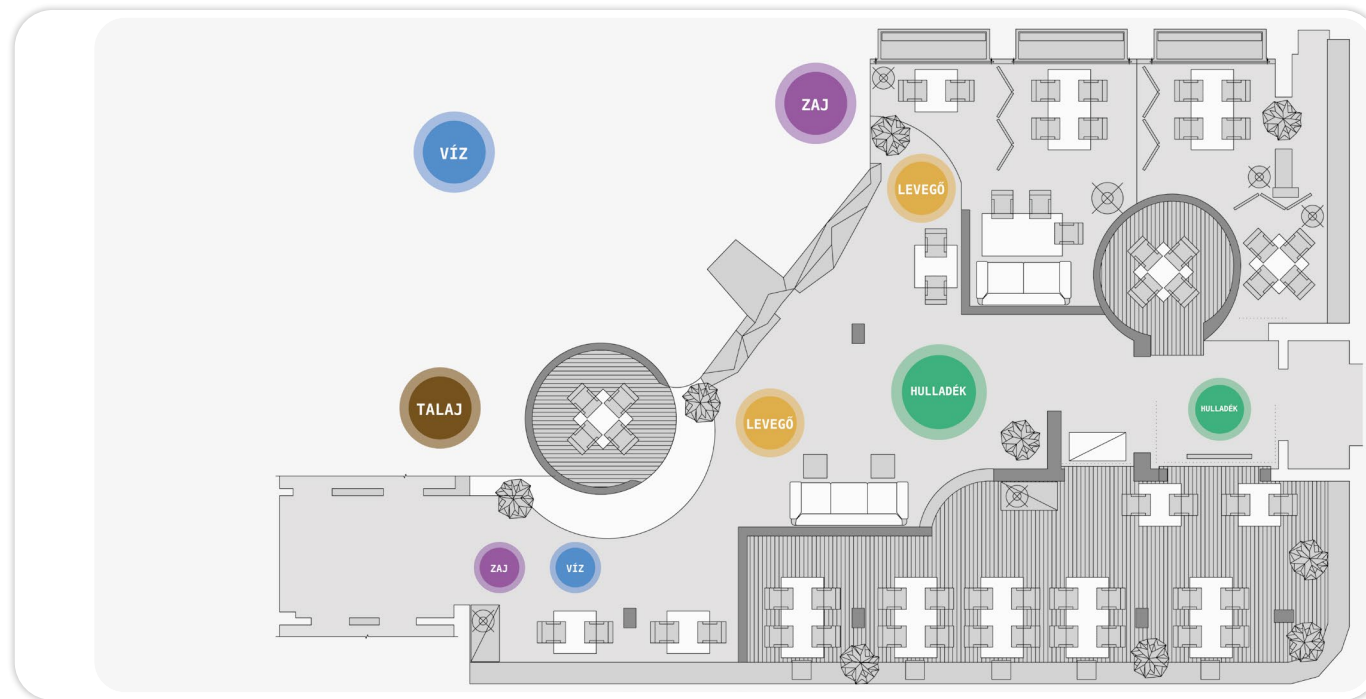 ZAJ
VÍZ
LEVEGŐ
HULLADÉK
TALAJ
HULLADÉK
LEVEGŐ
ZAJ
VÍZ